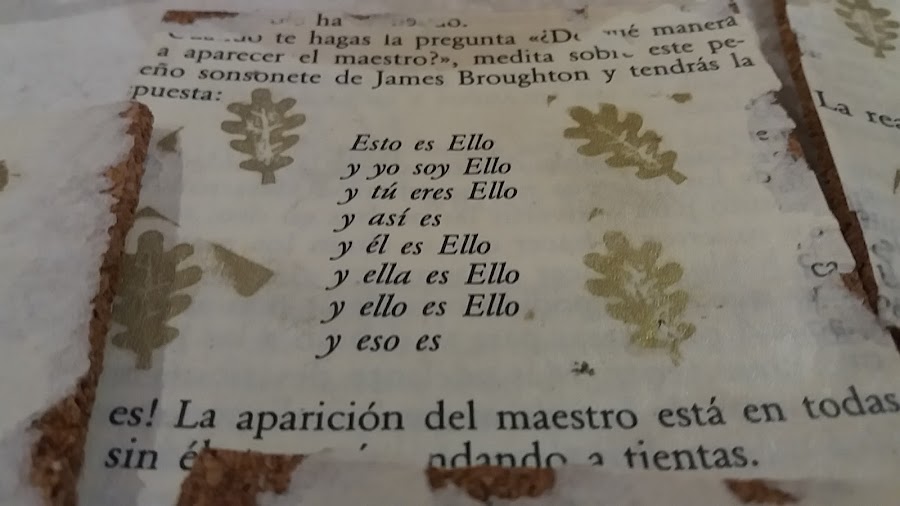 ha
te hagas la pregunta «¿De qué manera
a aparecer el maestro?», medita sobre este pe-
eño sonsonete de James Broughton y tendrás la
puesta:
Esto es Ello
y yo soy Ello
y tú eres Ello
y así es
y él es Ello
y ella es Ello
y ello es Ello
y eso es
es! La aparición del maestro está en todas
sin ndando a tientas.
La rea